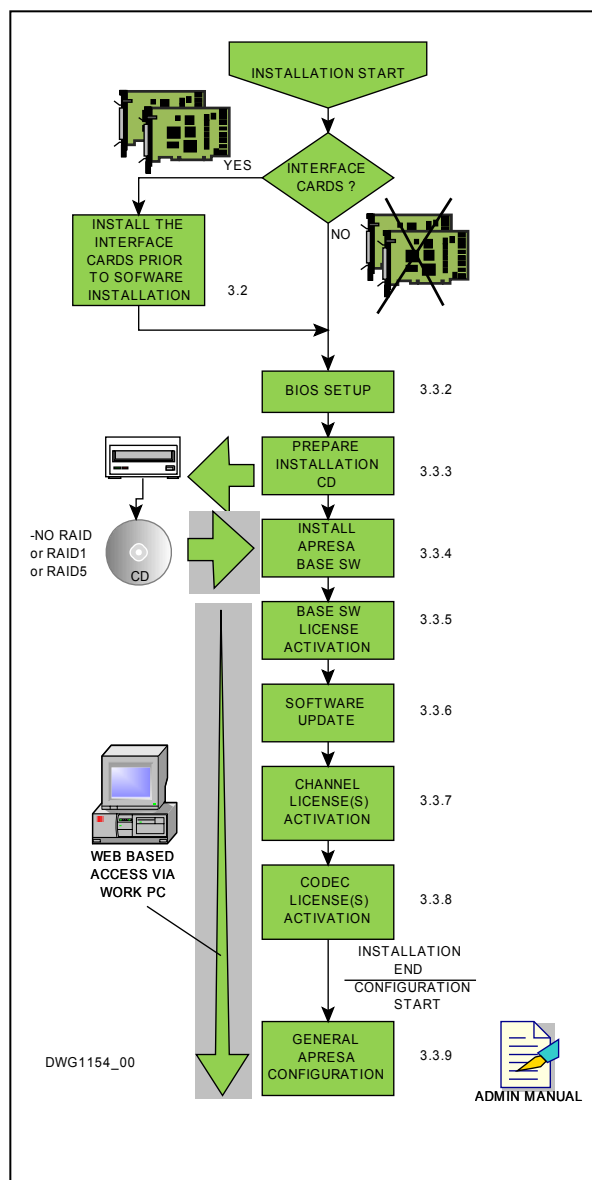 INSTALLATION START
INTERFACE
CARDS ?
YES
NO
INSTALL THE
INTERFACE
CARDS PRIOR
TO SOFWARE
INSTALLATION
3.2
BIOS SETUP
3.3.2
PREPARE
INSTALLATION
CD
3.3.3
-NO RAID
or RAID1
or RAID5
CD
INSTALL
APRESA
BASE SW
3.3.4
BASE SW
LICENSE
ACTIVATION
3.3.5
SOFTWARE
UPDATE
3.3.6
CHANNEL
LICENSE(S)
ACTIVATION
3.3.7
WEB BASED
ACCESS VIA
WORK PC
CODEC
LICENSE(S)
ACTIVATION
3.3.8
INSTALLATION
END
CONFIGURATION
START
GENERAL
APRESA
CONFIGURATION
3.3.9
ADMIN MANUAL
DWG1154_00